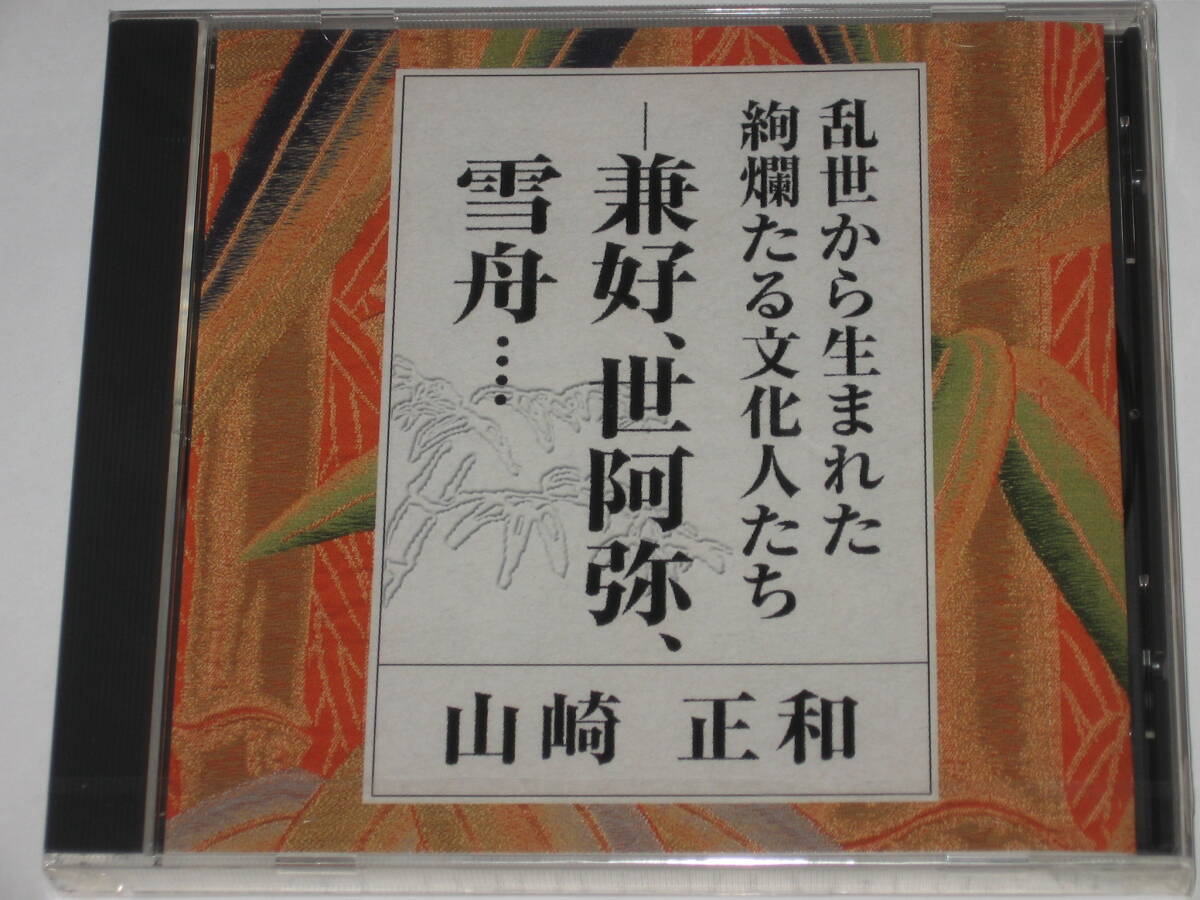 乱世から生まれた
絢爛たる文化人たち
―兼好、世阿弥、
雪舟…
山崎 正和